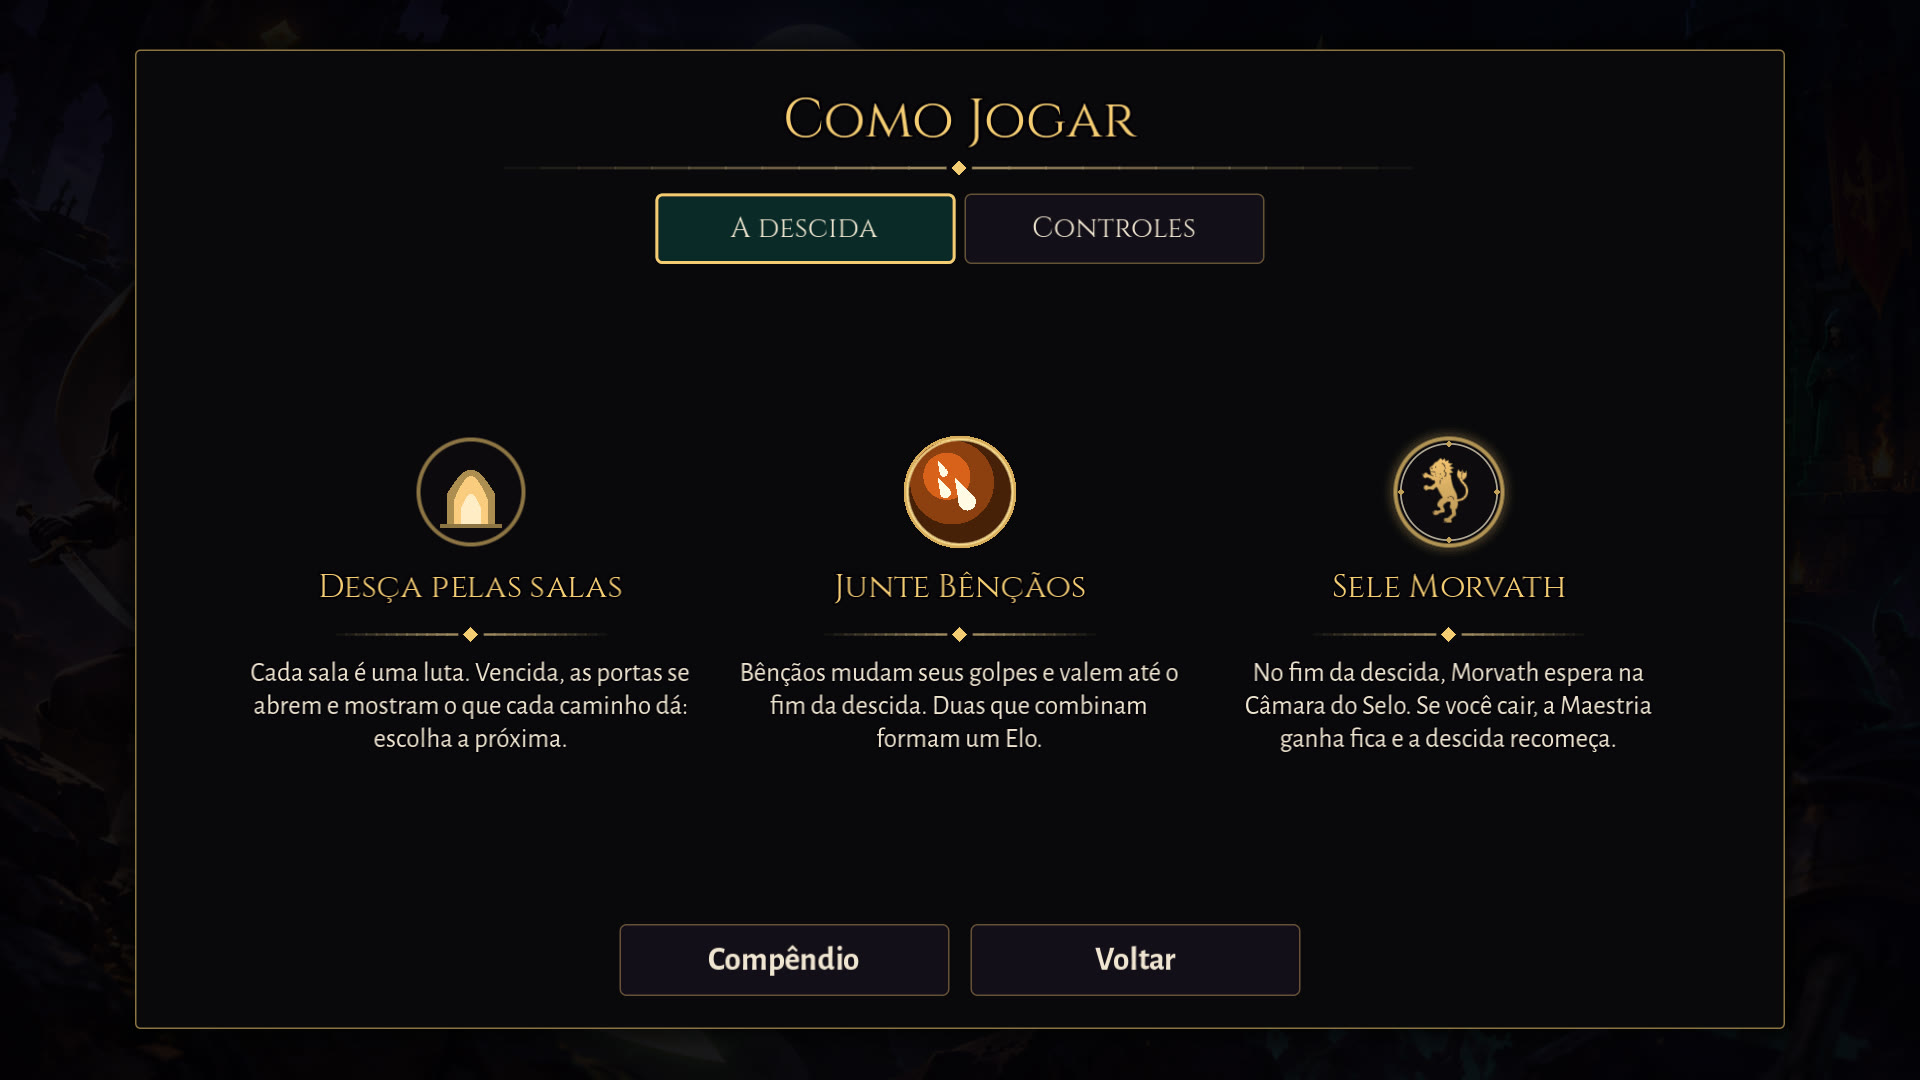 Como Jogar
A descida
Controles
Desça pelas salas
Cada sala é uma luta. Vencida, as portas se
abrem e mostram o que cada caminho dá:
escolha a próxima.
Junte Bênçãos
Bênçãos mudam seus golpes e valem até o
fim da descida. Duas que combinam
formam um Elo.
Sele Morvath
No fim da descida, Morvath espera na
Câmara do Selo. Se você cair, a Maestria
ganha fica e a descida recomeça.
Compêndio
Voltar